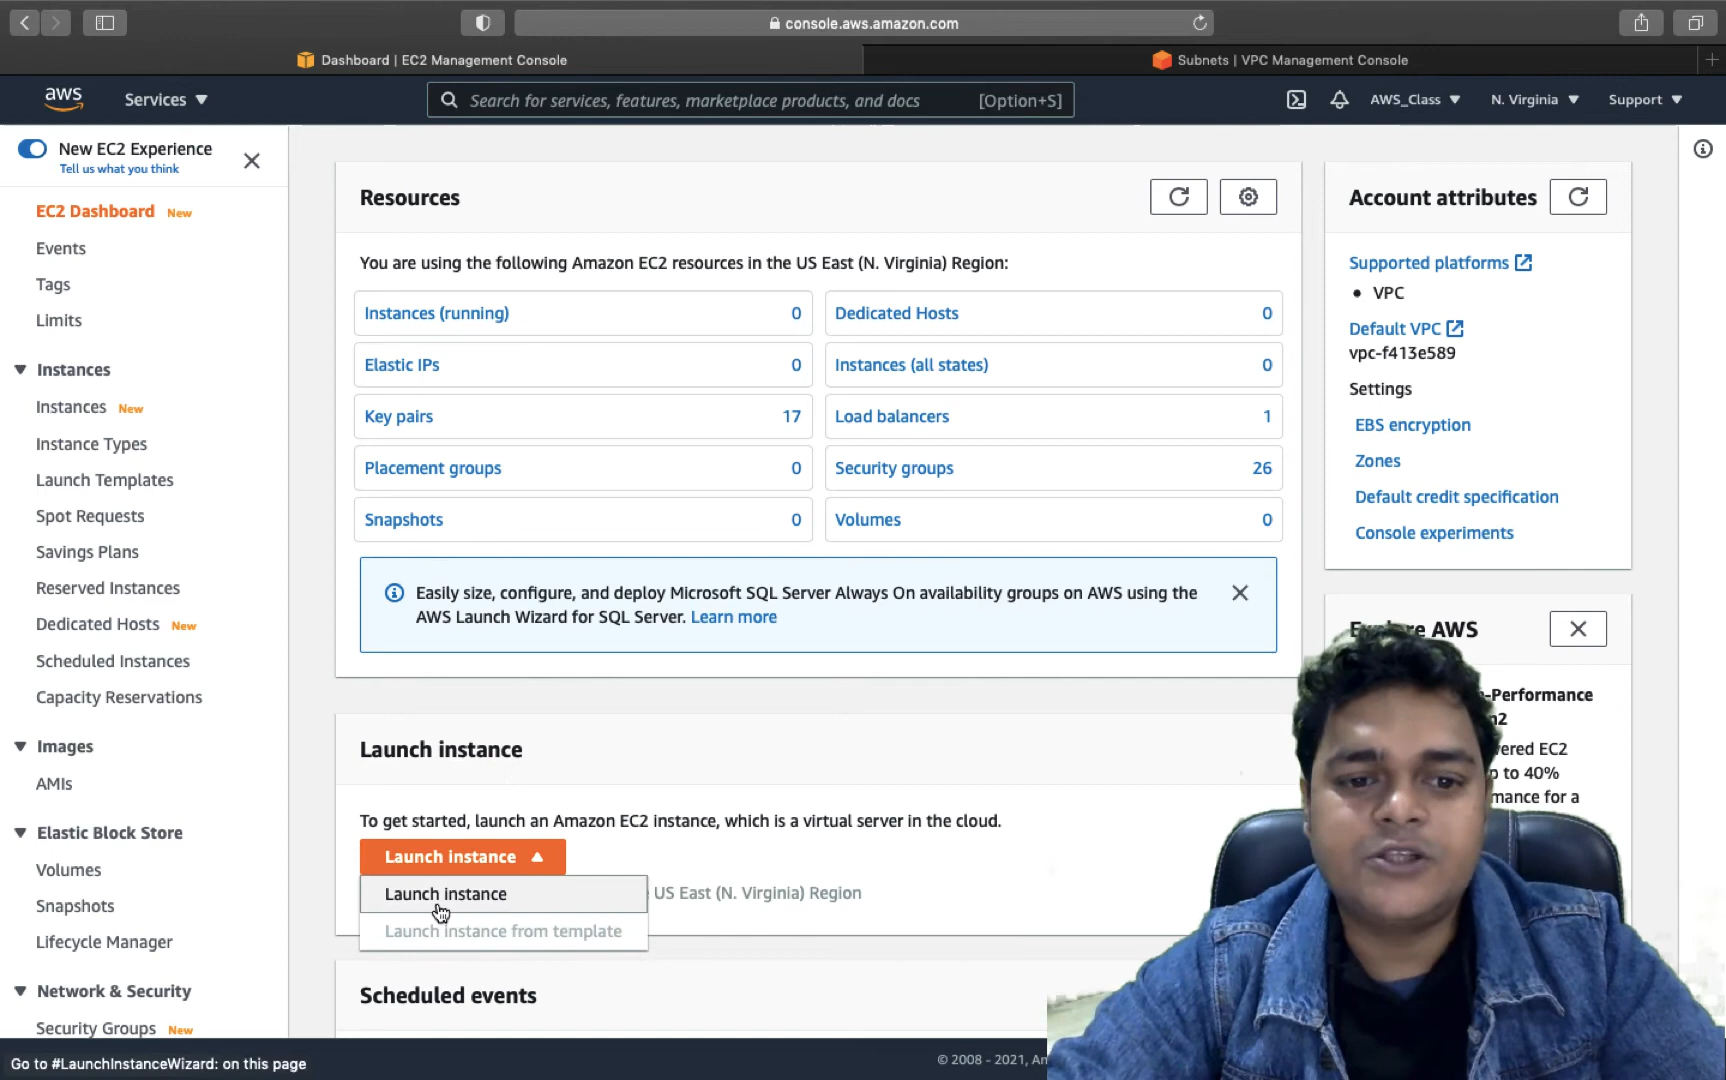 console.aws.amazon.com
Dashboard | EC2 Management Console
Subnets | VPC Management Console
aws
Services
Search for services, features, marketplace products, and docs
[Option+S]
AWS_Class
N. Virginia
Support
New EC2 Experience
Tell us what you think
EC2 Dashboard New
Events
Tags
Limits
Instances
Instances New
Instance Types
Launch Templates
Spot Requests
Savings Plans
Reserved Instances
Dedicated Hosts New
Scheduled Instances
Capacity Reservations
Images
AMIs
Elastic Block Store
Volumes
Snapshots
Lifecycle Manager
Network & Security
Security Groups New
Go to #LaunchInstanceWizard: on this page
Resources
You are using the following Amazon EC2 resources in the US East (N. Virginia) Region:
Instances (running) 0
Dedicated Hosts 0
Elastic IPs 0
Instances (all states) 0
Key pairs 17
Load balancers 1
Placement groups 0
Security groups 26
Snapshots 0
Volumes 0
Easily size, configure, and deploy Microsoft SQL Server Always On availability groups on AWS using the
AWS Launch Wizard for SQL Server. Learn more
Launch instance
To get started, launch an Amazon EC2 instance, which is a virtual server in the cloud.
Launch instance
Launch instance
US East (N. Virginia) Region
Launch instance from template
Scheduled events
© 2008 - 2021,
Account attributes
Supported platforms
VPC
Default VPC
vpc-f413e589
Settings
EBS encryption
Zones
Default credit specification
Console experiments
AWS
-Performance
vered EC2
p to 40%
mance for a